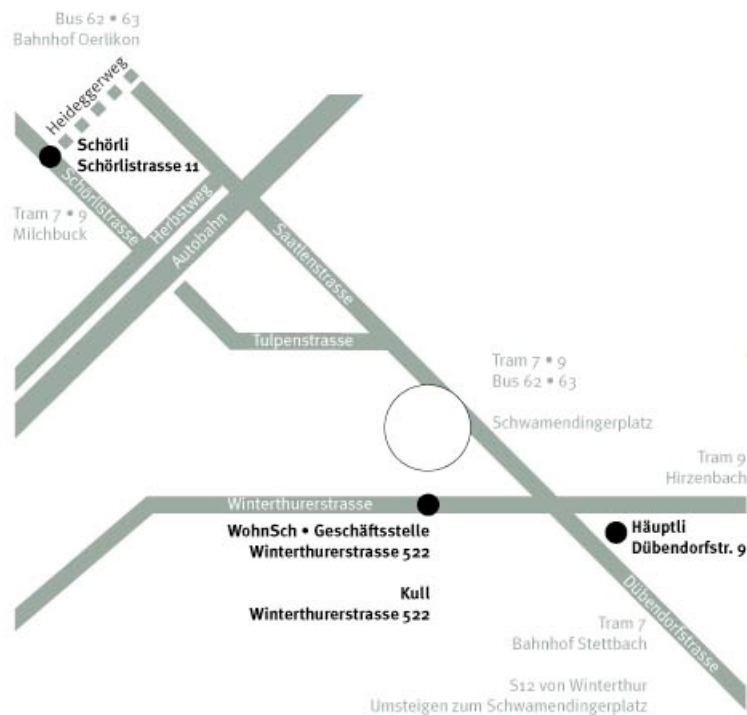 Bus 62 • 63
Bahnhof Oerlikon
Heideggerweg
Schörli
Schörlistrasse 11
Schörlistrasse
Herbstweg
Tram 7 • 9
Milchbuck
Autobahn
Saatlenstrasse
Tulpenstrasse
Tram 7 • 9
Bus 62 • 63
Schwamendingerplatz
Tram 9
Hirzenbach
Winterthurerstrasse
WohnSch • Geschäftsstelle
Winterthurerstrasse 522
Häuptli
Dübendorfstr. 9
Kull
Winterthurerstrasse 522
Dübendorfstrasse
Tram 7
Bahnhof Stettbach
S12 von Winterthur
Umsteigen zum Schwamendingerplatz